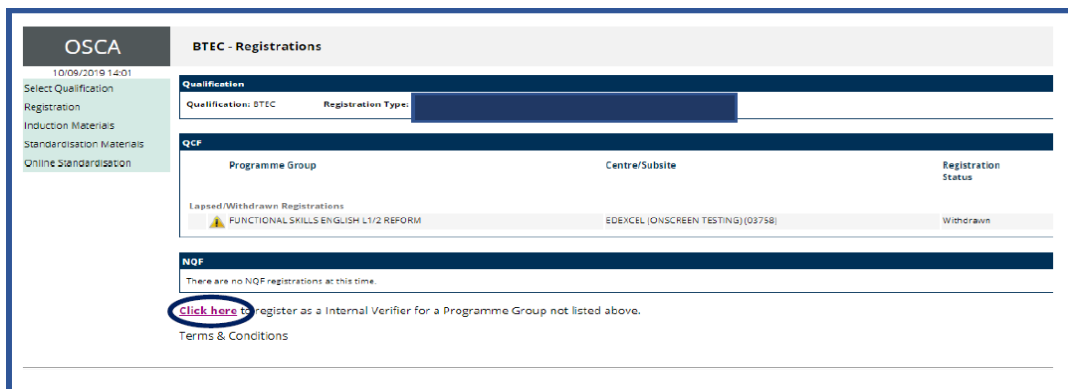 OSCA
BTEC - Registrations
10/09/2019 14:01
Select Qualification
Registration
Induction Materials
Standardisation Materials
Online Standardisation
Qualification
Qualification: BTEC Registration Type:
QCF
Programme Group Centre/Subsite Registration Status
Lapsed/Withdrawn Registrations
FUNCTIONAL SKILLS ENGLISH L1/2 REFORM EDEXCEL (ONSCREEN TESTING) (03758) Withdrawn
NQF
There are no NQF registrations at this time.
Click here to register as a Internal Verifier for a Programme Group not listed above.
Terms & Conditions